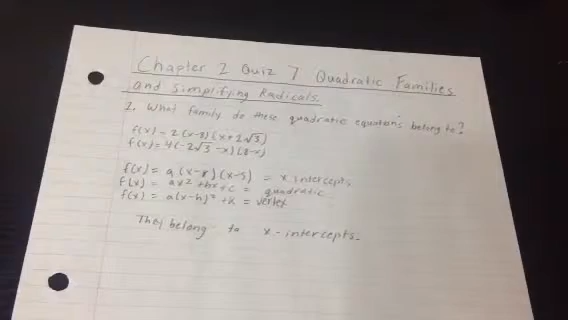 Chapter 2 Quiz 7 Quadratic Families
and Simplifying Radicals.
1. What family do these quadratic equations belong to?
f(x) = 2(x-8)(x+2√3)
f(x) = 4(-2√3 -x)(8-x)
f(x) = a(x-r)(x-s) = x intercepts
f(x) = ax² + bx + c = quadratic
f(x) = a(x-h)² + k = vertex
They belong to x-intercepts.